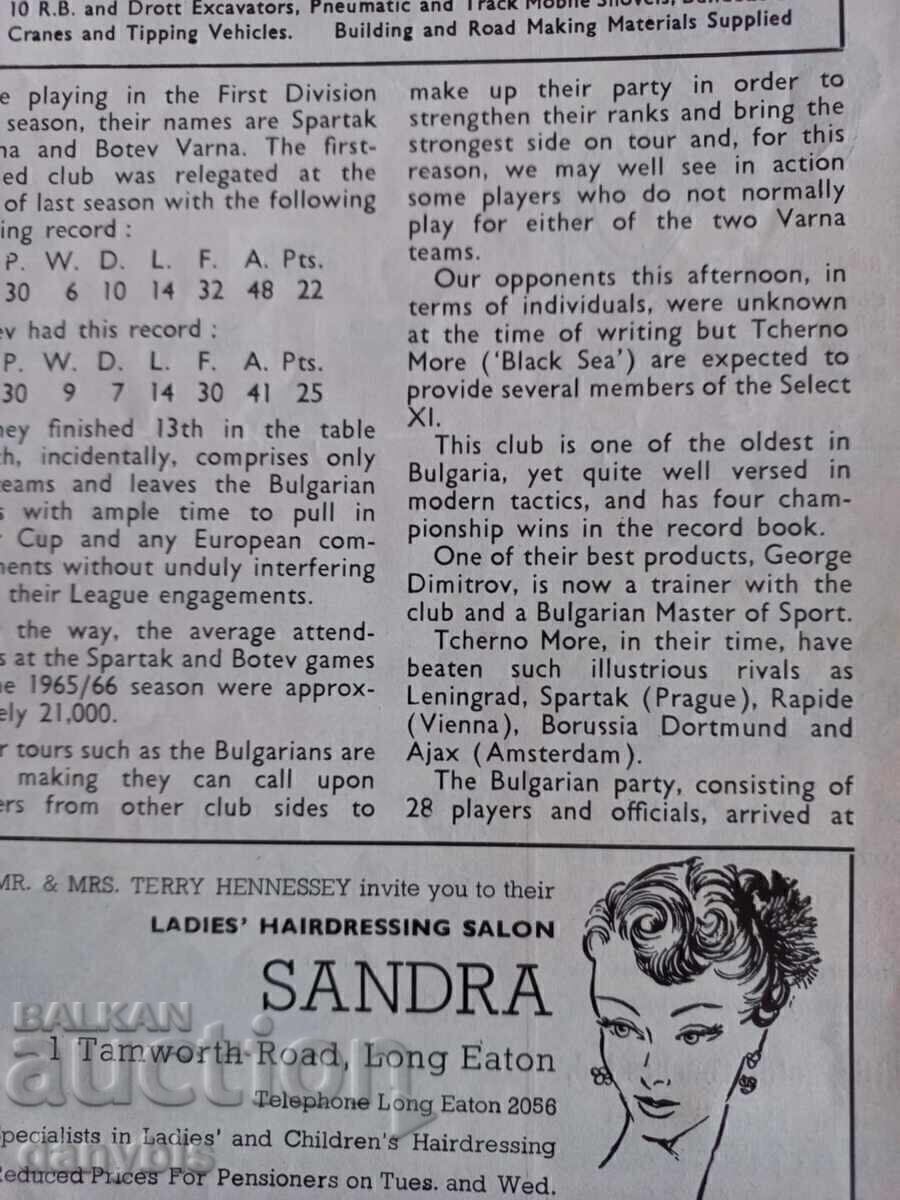 10 R.B. and Drott Excavators, Pneumatic and Track Mobile Shovels,
Cranes and Tipping Vehicles. Building and Road Making Materials Supplied
e playing in the First Division
season, their names are Spartak
na and Botev Varna. The first-
ed club was relegated at the
of last season with the following
ing record :
P. W. D. L. F. A. Pts.
30 6 10 14 32 48 22
ev had this record :
P. W. D. L. F. A. Pts.
30 9 7 14 30 41 25
ney finished 13th in the table
h, incidentally, comprises only
teams and leaves the Bulgarian
s with ample time to pull in
Cup and any European com-
ments without unduly interfering
their League engagements.
the way, the average attend-
s at the Spartak and Botev games
ne 1965/66 season were approx-
ely 21,000.
r tours such as the Bulgarians are
making they can call upon
ers from other club sides to
make up their party in order to
strengthen their ranks and bring the
strongest side on tour and, for this
reason, we may well see in action
some players who do not normally
play for either of the two Varna
teams.
Our opponents this afternoon, in
terms of individuals, were unknown
at the time of writing but Tcherno
More ('Black Sea') are expected to
provide several members of the Select
XI.
This club is one of the oldest in
Bulgaria, yet quite well versed in
modern tactics, and has four cham-
pionship wins in the record book.
One of their best products, George
Dimitrov, is now a trainer with the
club and a Bulgarian Master of Sport.
Tcherno More, in their time, have
beaten such illustrious rivals as
Leningrad, Spartak (Prague), Rapide
(Vienna), Borussia Dortmund and
Ajax (Amsterdam).
The Bulgarian party, consisting of
28 players and officials, arrived at
MR. & MRS. TERRY HENNESSEY invite you to their
LADIES' HAIRDRESSING SALON
SANDRA
1 Tamworth Road, Long Eaton
Telephone Long Eaton 2056
Specialists in Ladies' and Children's Hairdressing
Reduced Prices For Pensioners on Tues. and Wed.
BALKAN
auction
danybis